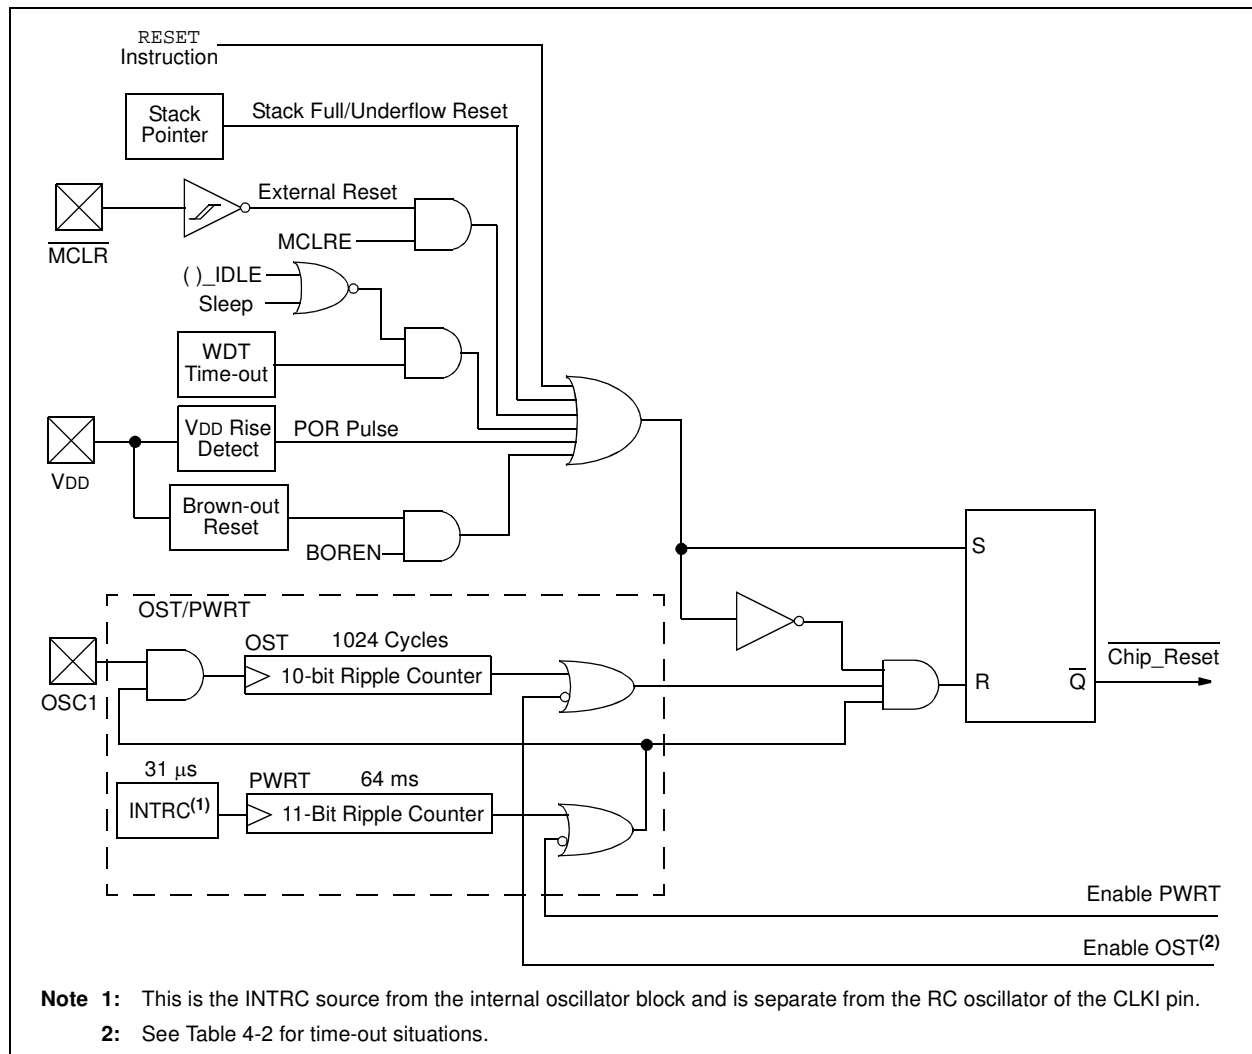 RESET
Instruction
Stack
Pointer
Stack Full/Underflow Reset
External Reset
MCLR
MCLRE
( )_IDLE
Sleep
WDT
Time-out
VDD Rise
Detect
POR Pulse
VDD
Brown-out
Reset
BOREN
S
OST/PWRT
OST
1024 Cycles
10-bit Ripple Counter
OSC1
R
Q
Chip_Reset
31 μs
INTRC(1)
PWRT
64 ms
11-Bit Ripple Counter
Enable PWRT
Enable OST(2)
Note 1: This is the INTRC source from the internal oscillator block and is separate from the RC oscillator of the CLKI pin.
2: See Table 4-2 for time-out situations.